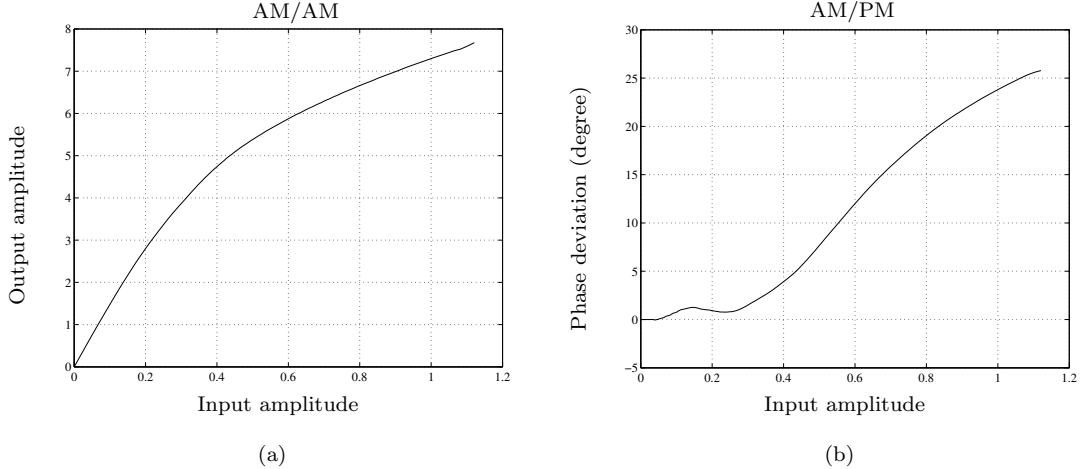 AM/AM
8
7
6
5
4
3
2
1
0
Output amplitude
0 0.2 0.4 0.6 0.8 1 1.2
Input amplitude
(a)
AM/PM
30
25
20
15
10
5
0
−5
Phase deviation (degree)
0 0.2 0.4 0.6 0.8 1 1.2
Input amplitude
(b)